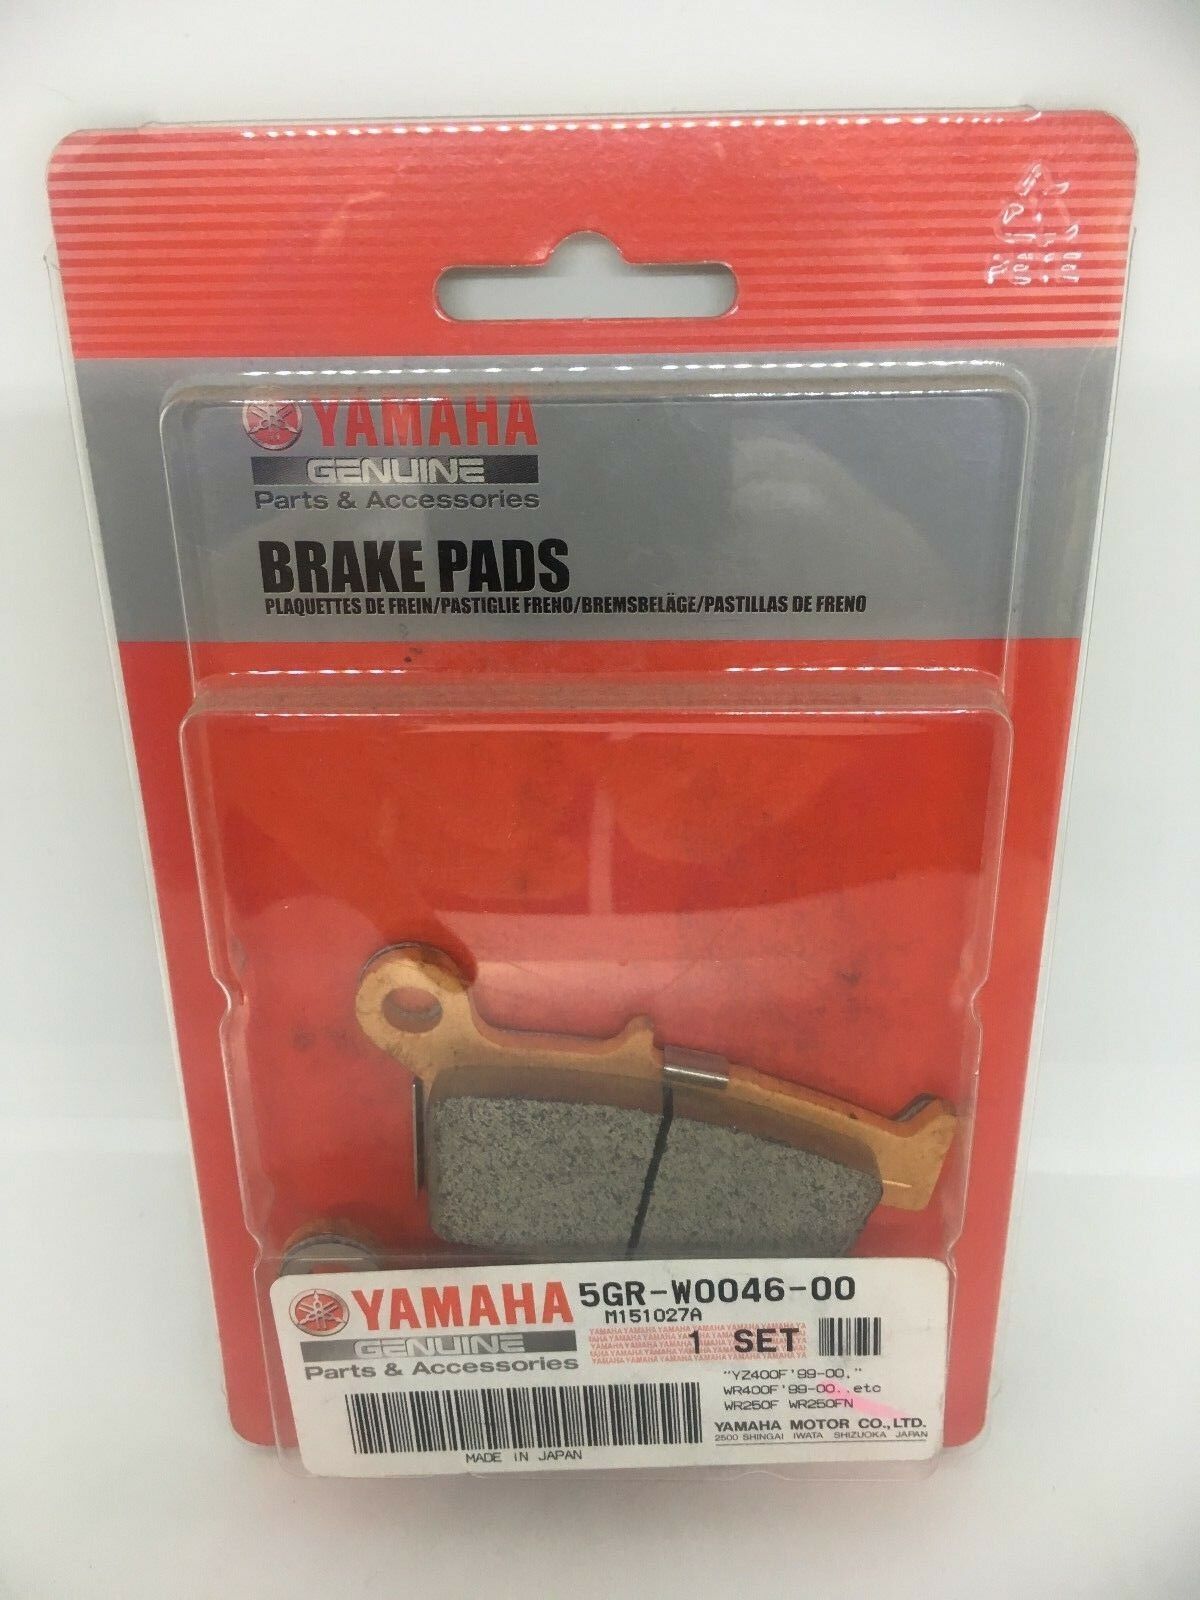 YAMAHA
GENUINE
Parts & Accessories
BRAKE PADS
PLAQUETTES DE FREIN/PASTIGLIE FRENO/BREMSBELÄGE/PASTILLAS DE FRENO
YAMAHA 5GR-W0046-00
M151027A
GENUINE
Parts & Accessories
1 SET
"YZ400F'99-00."
WR400F'99-00..etc
WR250F WR250FN
YAMAHA MOTOR CO.,LTD.
2500 SHINGAI IWATA SHIZUOKA JAPAN
MADE IN JAPAN